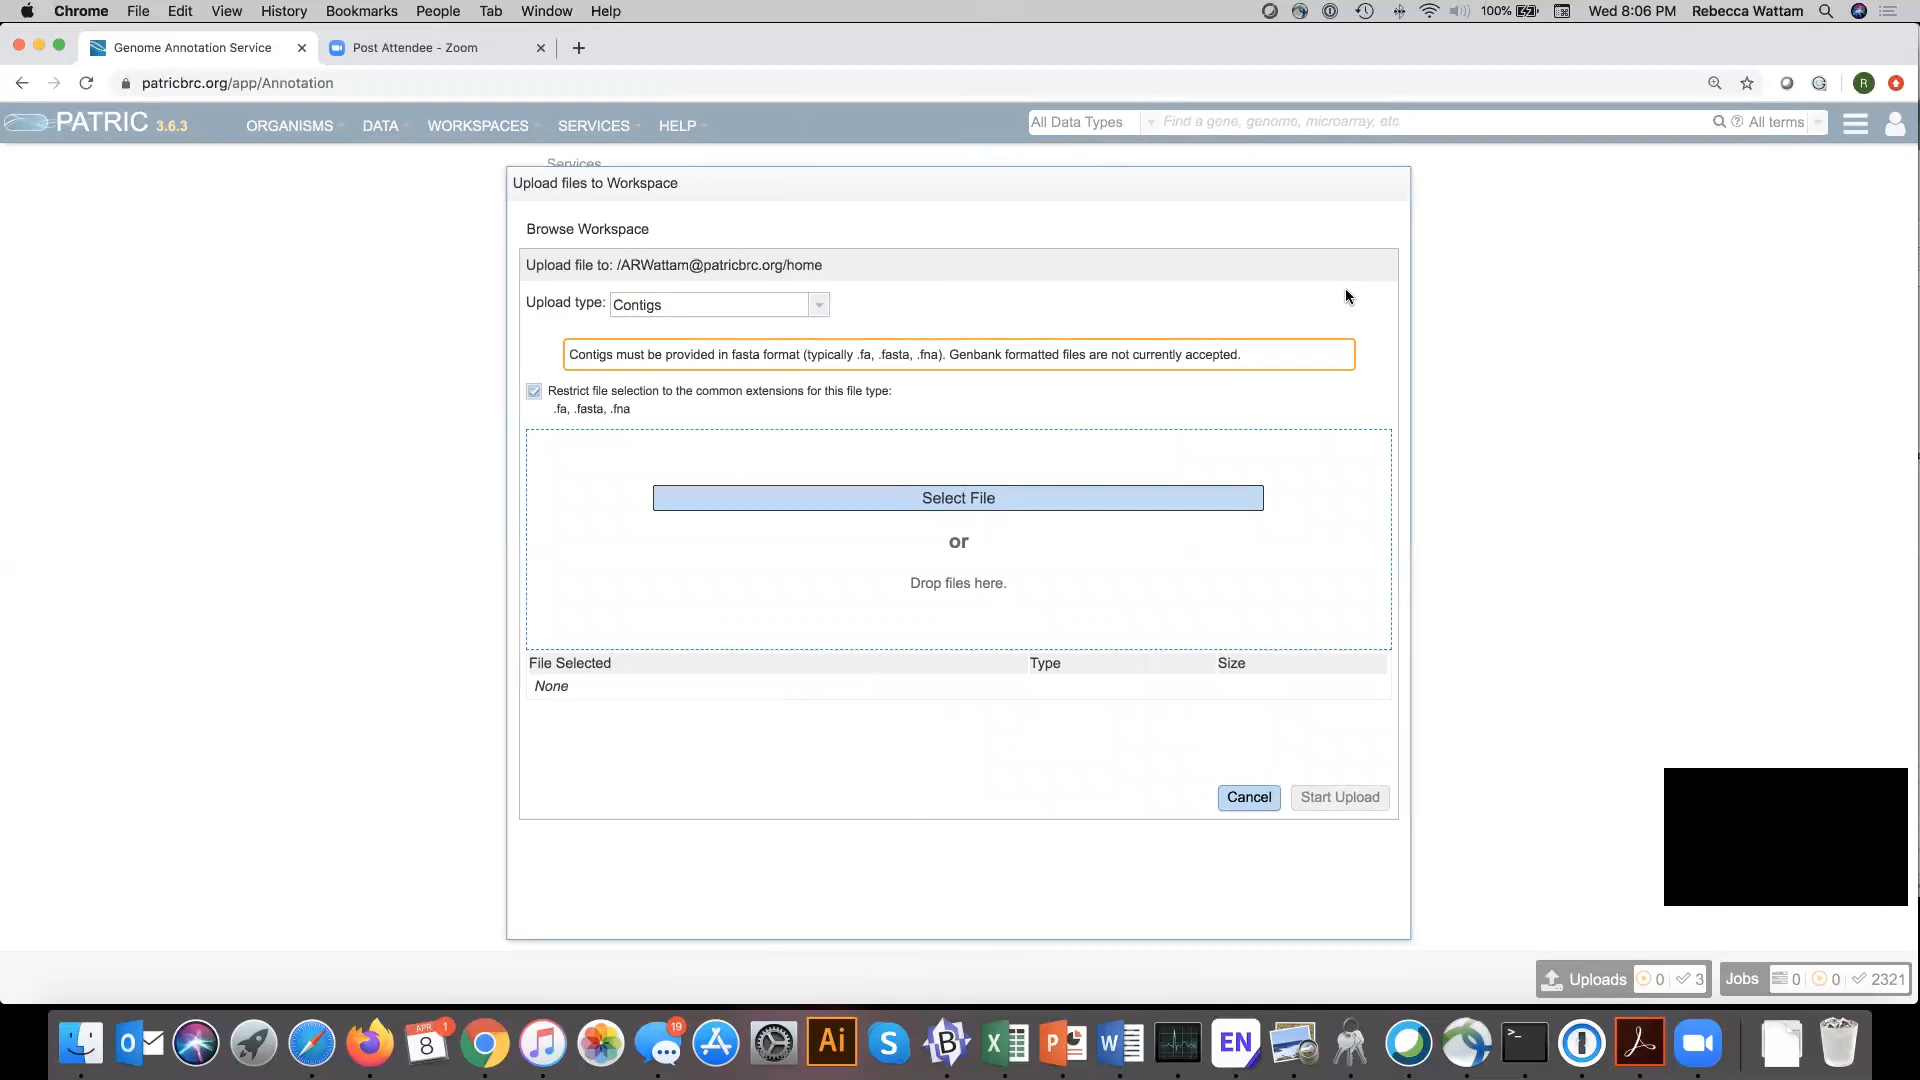 Chrome File Edit View History Bookmarks People Tab Window Help 100% Wed 8:06 PM Rebecca Wattam
Genome Annotation Service Post Attendee - Zoom
patricbrc.org/app/Annotation R
PATRIC 3.6.3 ORGANISMS DATA WORKSPACES SERVICES HELP All Data Types Find a gene, genome, microarray, etc All terms
Services
Upload files to Workspace
Browse Workspace
Upload file to: /ARWattam@patricbrc.org/home
Upload type: Contigs
Contigs must be provided in fasta format (typically .fa, .fasta, .fna). Genbank formatted files are not currently accepted.
Restrict file selection to the common extensions for this file type:
.fa, .fasta, .fna
Select File
or
Drop files here.
File Selected Type Size
None
Cancel Start Upload
Uploads 0 3 Jobs 0 0 2321
APR 8 1 19 Ai S B X P W EN